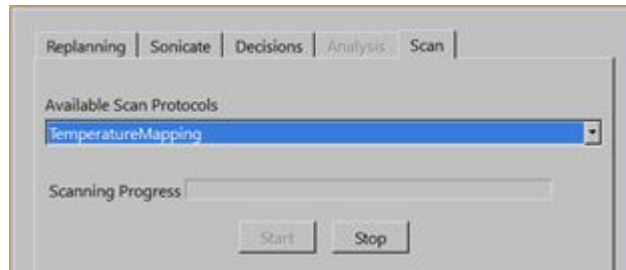 Replanning Sonicate Decisions Analysis Scan
Available Scan Protocols
TemperatureMapping
Scanning Progress
Start Stop